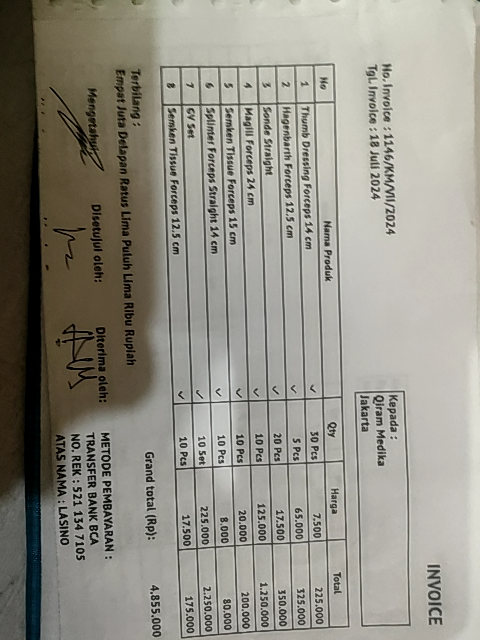 INVOICE
No. Invoice : 1146/KM/VII/2024
Tgl. Invoice : 18 Juli 2024
Kepada :
Qiram Medika
Jakarta
No Nama Produk Qty Harga Total
1 Thumb Dressing Forceps 14 cm ✓ 30 Pcs 7.500 225.000
2 Hagenbarth Forceps 12.5 cm ✓ 5 Pcs 65.000 325.000
3 Sonde Straight ✓ 20 Pcs 17.500 350.000
4 Magill Forceps 24 cm ✓ 10 Pcs 125.000 1.250.000
5 Semken Tissue Forceps 15 cm ✓ 10 Pcs 20.000 200.000
6 Splinter Forceps Straight 14 cm ✓ 10 Pcs 8.000 80.000
7 GV Set ✓ 10 Set 225.000 2.250.000
8 Semken Tissue Forceps 12.5 cm ✓ 10 Pcs 17.500 175.000
Grand total (Rp): 4.855.000
Terbilang :
Empat Juta Delapan Ratus Lima Puluh Lima Ribu Rupiah
Mengetahui Disetujui oleh: Diterima oleh:
METODE PEMBAYARAN :
TRANSFER BANK BCA
NO. REK : 521 134 7105
ATAS NAMA : LASINO